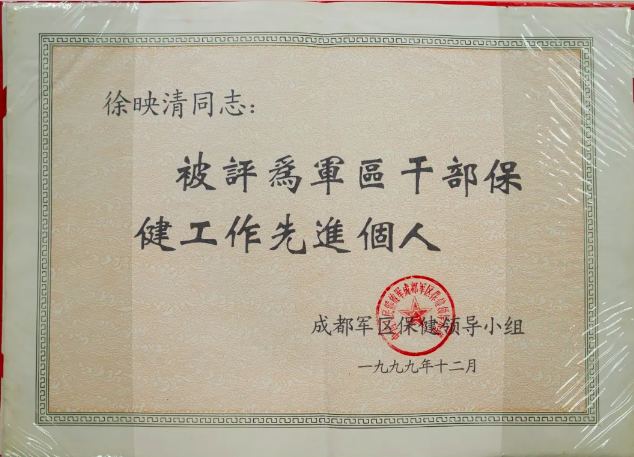 徐映清同志：
被評爲軍區干部保
健工作先進個人
成都军区保健领导小组
一九九九年十二月